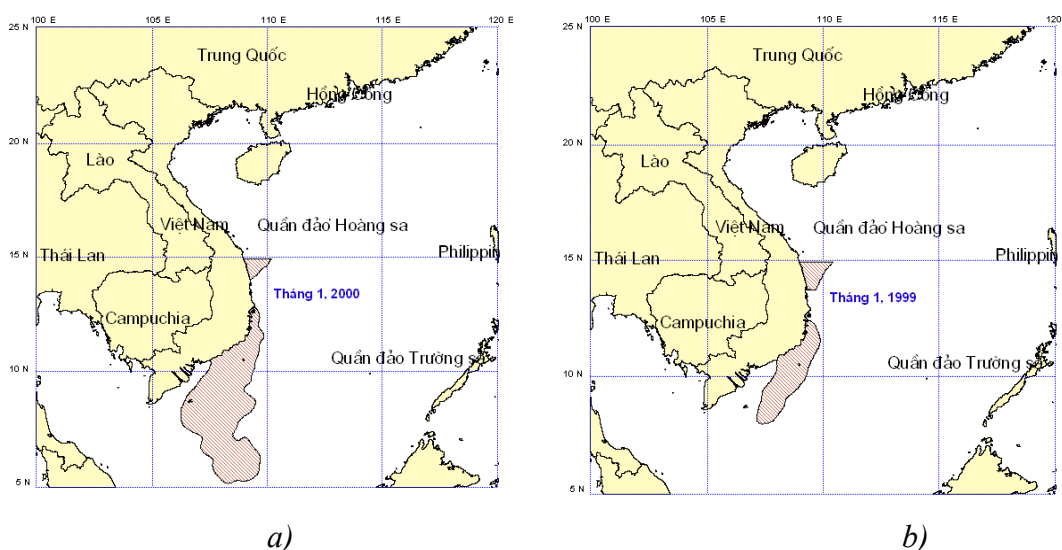 100 E 105 E 110 E 115 E 120 E
25 N
Trung Quốc
Hồng Công
20 N
Lào
Việt Nam
Quần đảo Hoàng sa
15 N
Thái Lan
Philippin
Tháng 1, 2000
Campuchia
Quần đảo Trường sa
10 N
5 N
a)
100 E 105 E 110 E 115 E 120
25 N
Trung Quốc
Hồng Công
20 N
Lào
Việt Nam
Quần đảo Hoàng sa
15 N
Thái Lan
Philippin
Tháng 1, 1999
Campuchia
Quần đảo Trường sa
10 N
5 N
b)